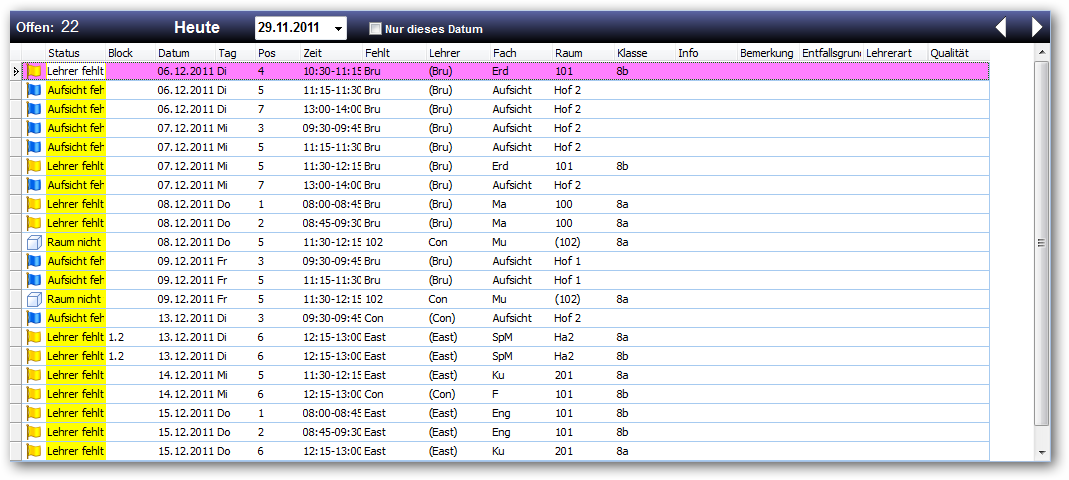 Offen: 22 Heute 29.11.2011 Nur dieses Datum
Status Block Datum Tag Pos Zeit Fehlt Lehrer Fach Raum Klasse Info Bemerkung Entfallsgrund Lehrerart Qualität
Lehrer fehlt 06.12.2011 Di 4 10:30-11:15 Bru (Bru) Erd 101 8b
Aufsicht feh 06.12.2011 Di 5 11:15-11:30 Bru (Bru) Aufsicht Hof 2
Aufsicht feh 06.12.2011 Di 7 13:00-14:00 Bru (Bru) Aufsicht Hof 2
Aufsicht feh 07.12.2011 Mi 3 09:30-09:45 Bru (Bru) Aufsicht Hof 2
Aufsicht feh 07.12.2011 Mi 5 11:15-11:30 Bru (Bru) Aufsicht Hof 2
Lehrer fehlt 07.12.2011 Mi 5 11:30-12:15 Bru (Bru) Erd 101 8b
Aufsicht feh 07.12.2011 Mi 7 13:00-14:00 Bru (Bru) Aufsicht Hof 2
Lehrer fehlt 08.12.2011 Do 1 08:00-08:45 Bru (Bru) Ma 100 8a
Lehrer fehlt 08.12.2011 Do 2 08:45-09:30 Bru (Bru) Ma 100 8a
Raum nicht 08.12.2011 Do 5 11:30-12:15 102 Con Mu (102) 8a
Aufsicht feh 09.12.2011 Fr 3 09:30-09:45 Bru (Bru) Aufsicht Hof 1
Aufsicht feh 09.12.2011 Fr 5 11:15-11:30 Bru (Bru) Aufsicht Hof 1
Raum nicht 09.12.2011 Fr 5 11:30-12:15 102 Con Mu (102) 8a
Aufsicht feh 13.12.2011 Di 3 09:30-09:45 Con (Con) Aufsicht Hof 2
Lehrer fehlt 1.2 13.12.2011 Di 6 12:15-13:00 East (East) SpM Ha2 8a
Lehrer fehlt 1.2 13.12.2011 Di 6 12:15-13:00 East (East) SpM Ha2 8b
Lehrer fehlt 14.12.2011 Mi 5 11:30-12:15 East (East) Ku 201 8a
Lehrer fehlt 14.12.2011 Mi 6 12:15-13:00 Con (Con) F 101 8b
Lehrer fehlt 15.12.2011 Do 1 08:00-08:45 East (East) Eng 101 8b
Lehrer fehlt 15.12.2011 Do 2 08:45-09:30 East (East) Eng 101 8b
Lehrer fehlt 15.12.2011 Do 6 12:15-13:00 East (East) Ku 201 8a